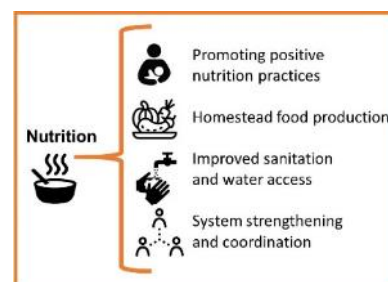 Promoting positive
nutrition practices
Homestead food production
Nutrition
Improved sanitation
and water access
System strengthening
and coordination